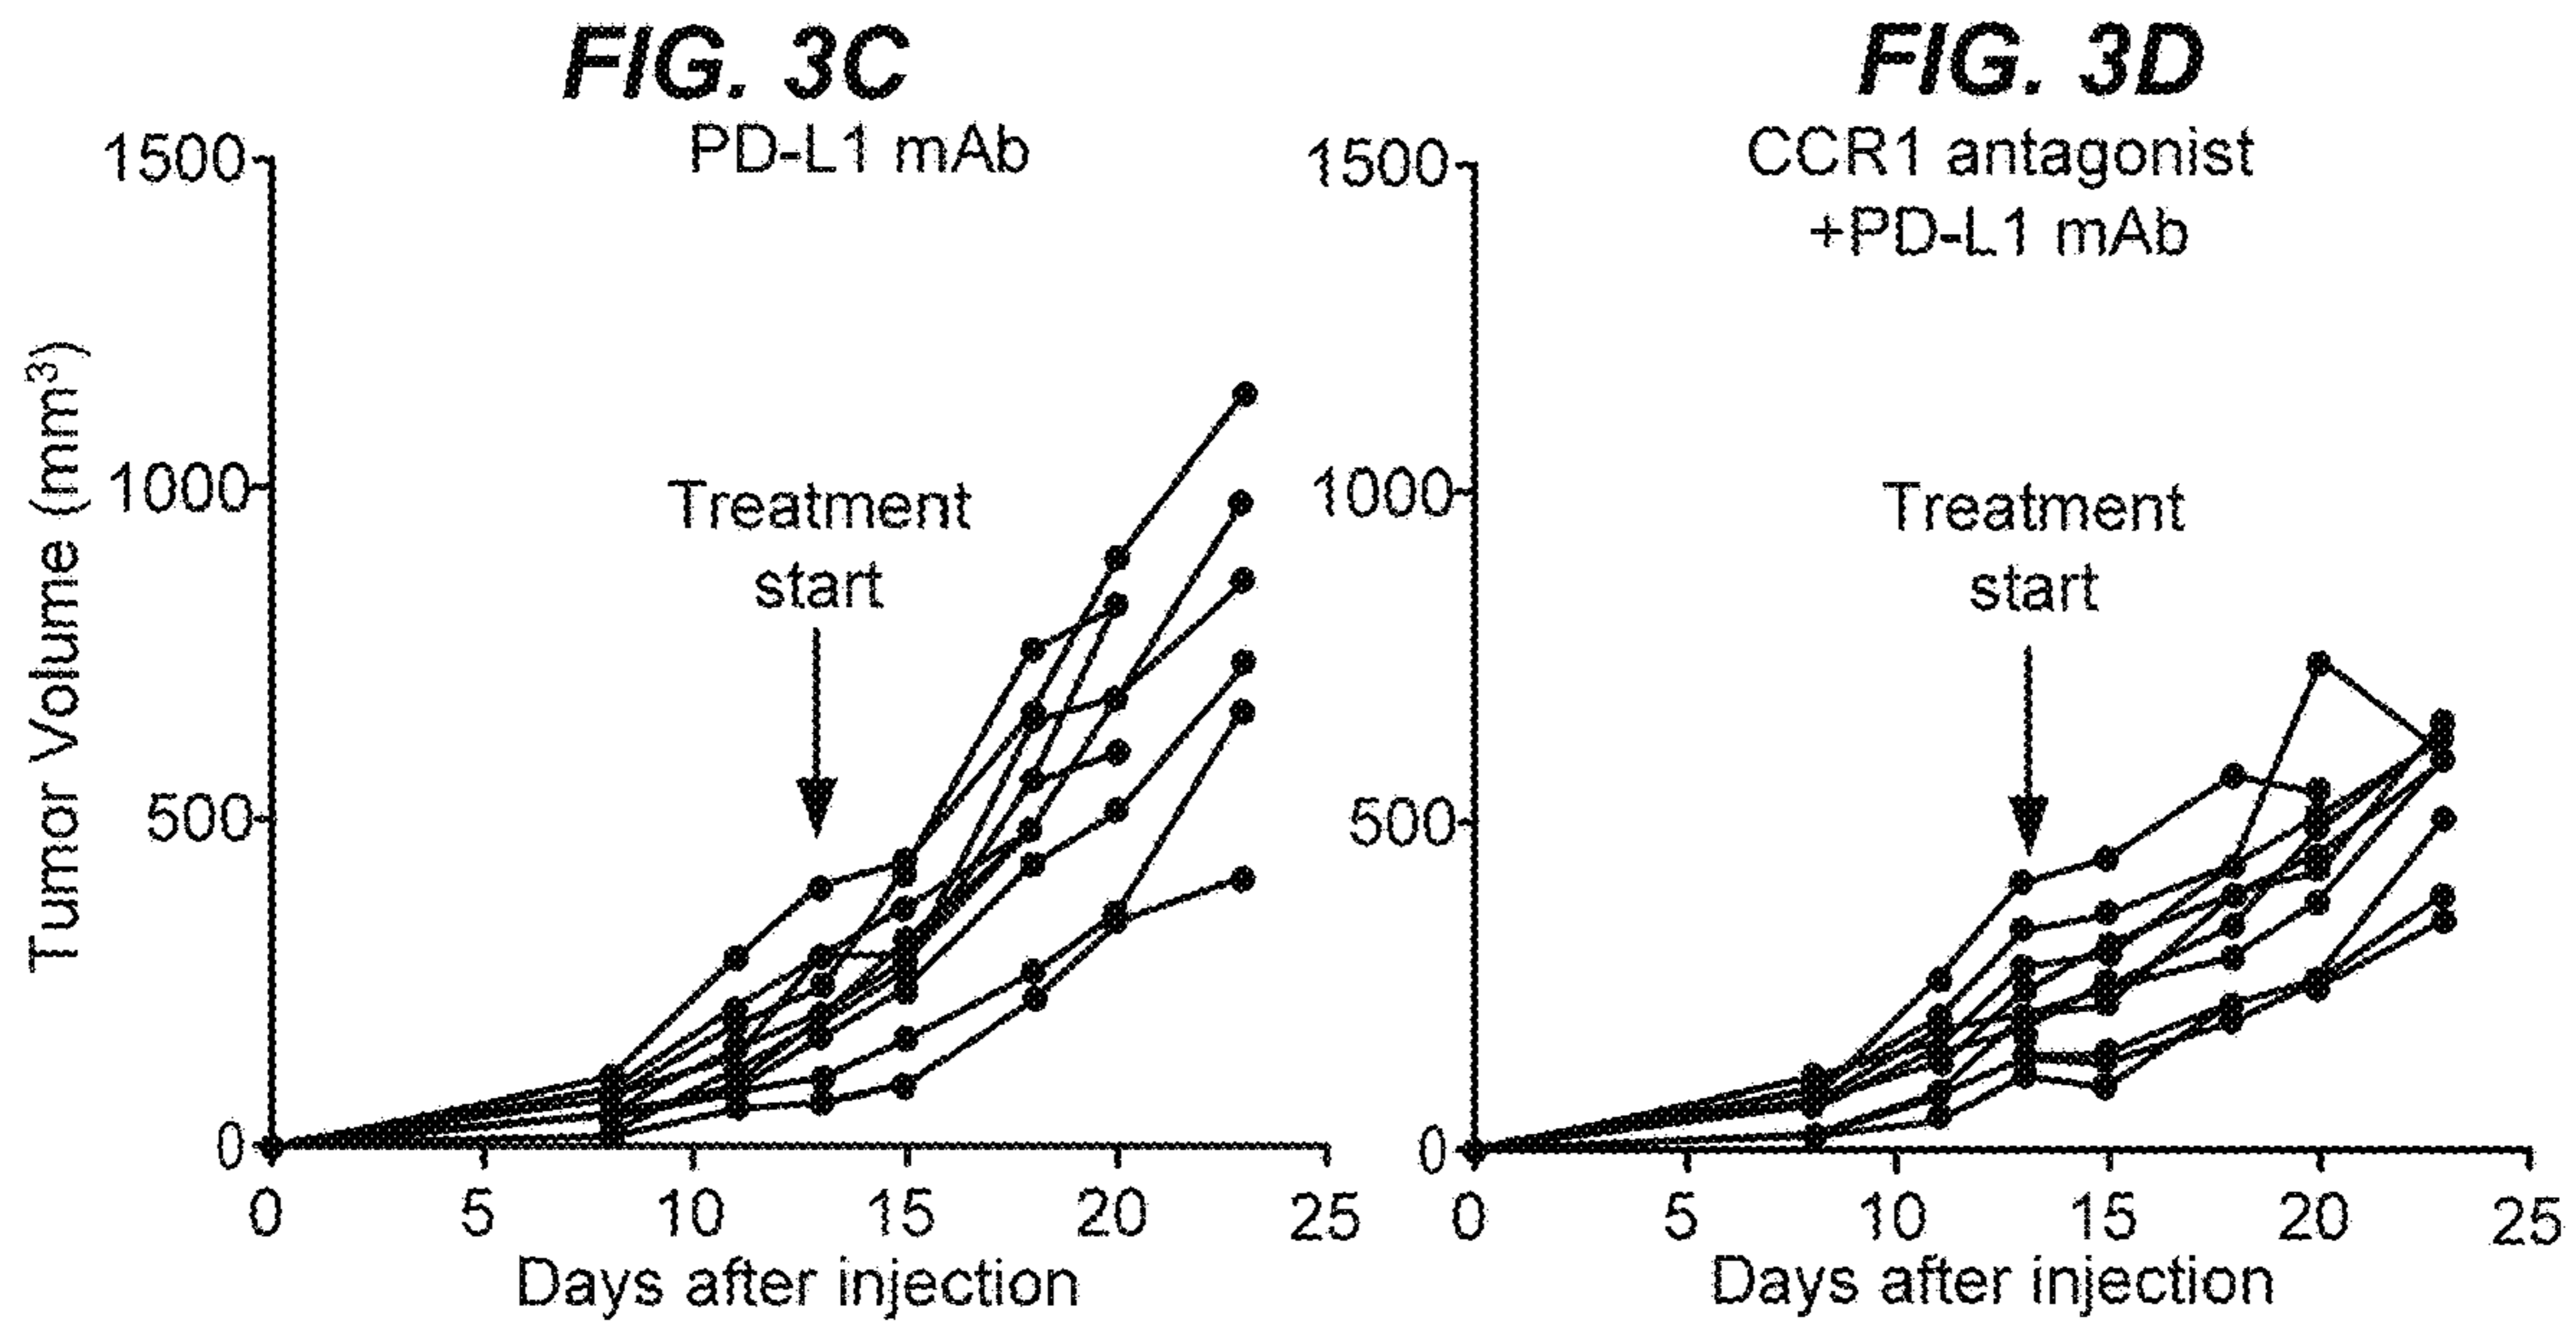 FIG. 3C
PD-L1 mAb
1500
1000
500
0
Tumor Volume (mm³)
Treatment
start
0 5 10 15 20 25
Days after injection
FIG. 3D
CCR1 antagonist
+PD-L1 mAb
1500
1000
500
0
Treatment
start
0 5 10 15 20 25
Days after injection